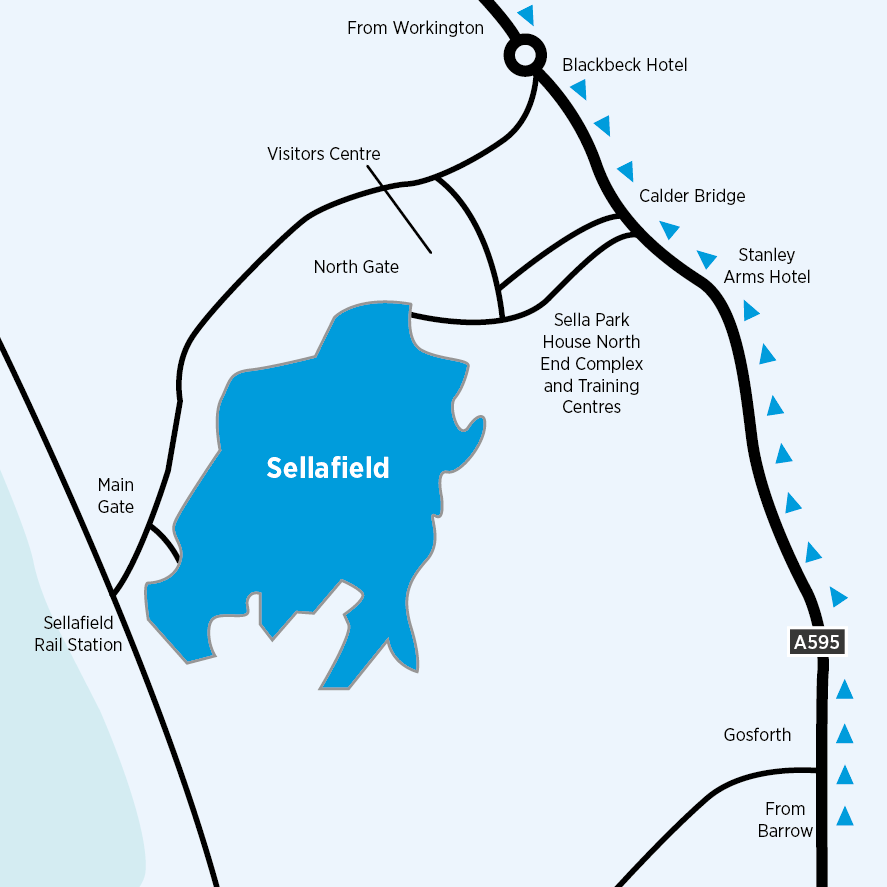 From Workington
Blackbeck Hotel
Visitors Centre
Calder Bridge
North Gate
Stanley
Arms Hotel
Sella Park
House North
End Complex
and Training
Centres
Sellafield
Main
Gate
Sellafield
Rail Station
A595
Gosforth
From
Barrow